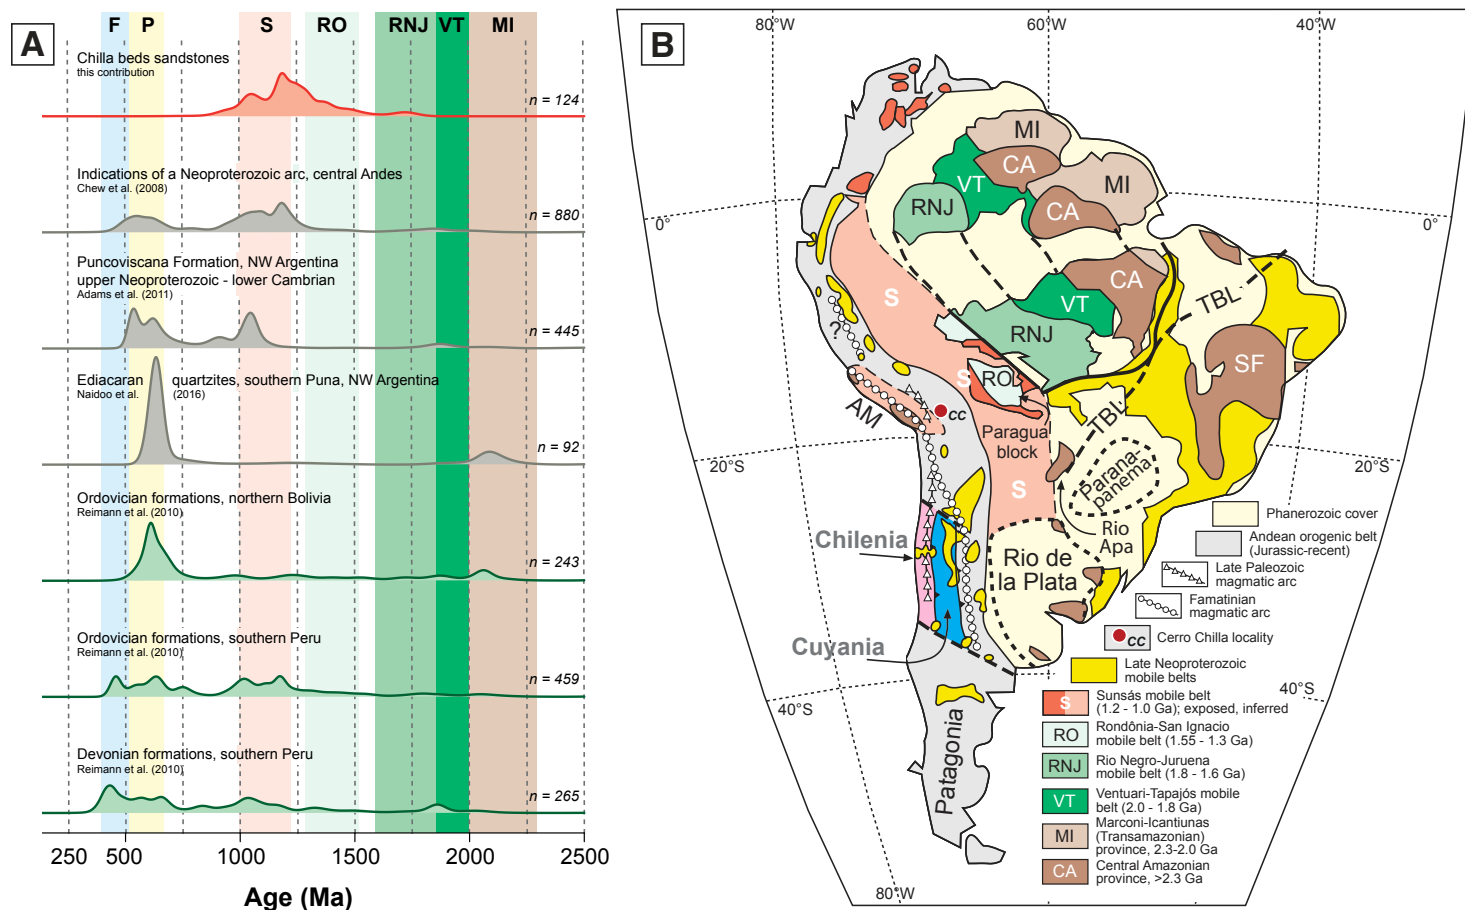 A
F P S RO RNJ VT MI
Chilla beds sandstones
this contribution
n = 124
Indications of a Neoproterozoic arc, central Andes
Chew et al. (2008)
n = 880
Puncoviscana Formation, NW Argentina
upper Neoproterozoic - lower Cambrian
Adams et al. (2011)
n = 445
Ediacaran quartzites, southern Puna, NW Argentina
Naidoo et al. (2016)
n = 92
Ordovician formations, northern Bolivia
Reimann et al. (2010)
n = 243
Ordovician formations, southern Peru
Reimann et al. (2010)
n = 459
Devonian formations, southern Peru
Reimann et al. (2010)
n = 265
250 500 1000 1500 2000 2500
Age (Ma)
B
80°W 60°W 40°W
MI
CA
VT
MI
RNJ
CA
0° 0°
CA
TBL
S
VT
RNJ
?
SF
S RO
AM
cc
TBL
Paragua
block
20°S 20°S
Parana-
panema
S
Rio
Apa
Chilenia
Rio de
la Plata
Cuyania
40°S 40°S
Patagonia
80°W
Phanerozoic cover
Andean orogenic belt
(Jurassic-recent)
Late Paleozoic
magmatic arc
Famatinian
magmatic arc
cc Cerro Chilla locality
Late Neoproterozoic
mobile belts
S Sunsás mobile belt
(1.2 - 1.0 Ga); exposed, inferred
RO Rondônia-San Ignacio
mobile belt (1.55 - 1.3 Ga)
RNJ Rio Negro-Juruena
mobile belt (1.8 - 1.6 Ga)
VT Ventuari-Tapajós mobile
belt (2.0 - 1.8 Ga)
MI Marconi-Icantiunas
(Transamazonian)
province, 2.3-2.0 Ga
CA Central Amazonian
province, >2.3 Ga